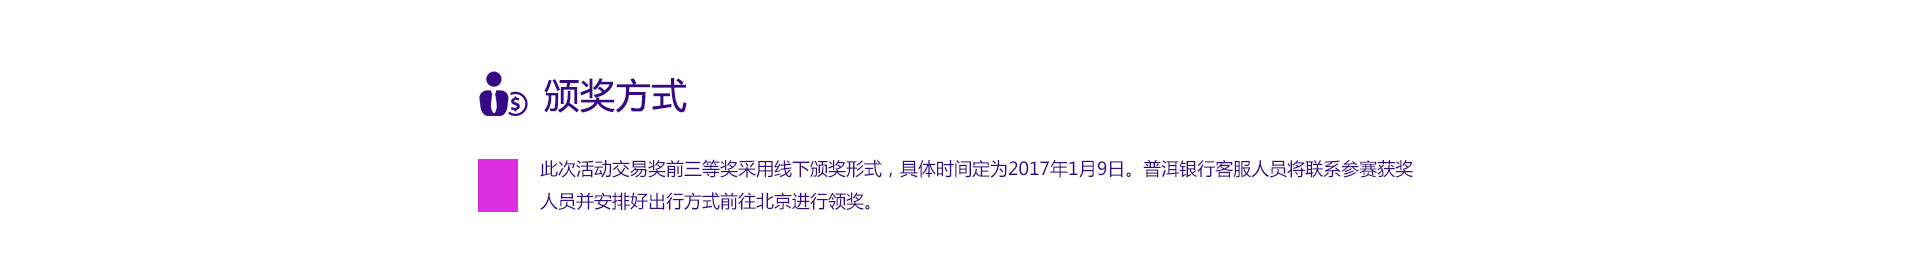 颁奖方式
此次活动交易奖前三等奖采用线下颁奖形式，具体时间定为2017年1月9日。普洱银行客服人员将联系参赛获奖
人员并安排好出行方式前往北京进行领奖。